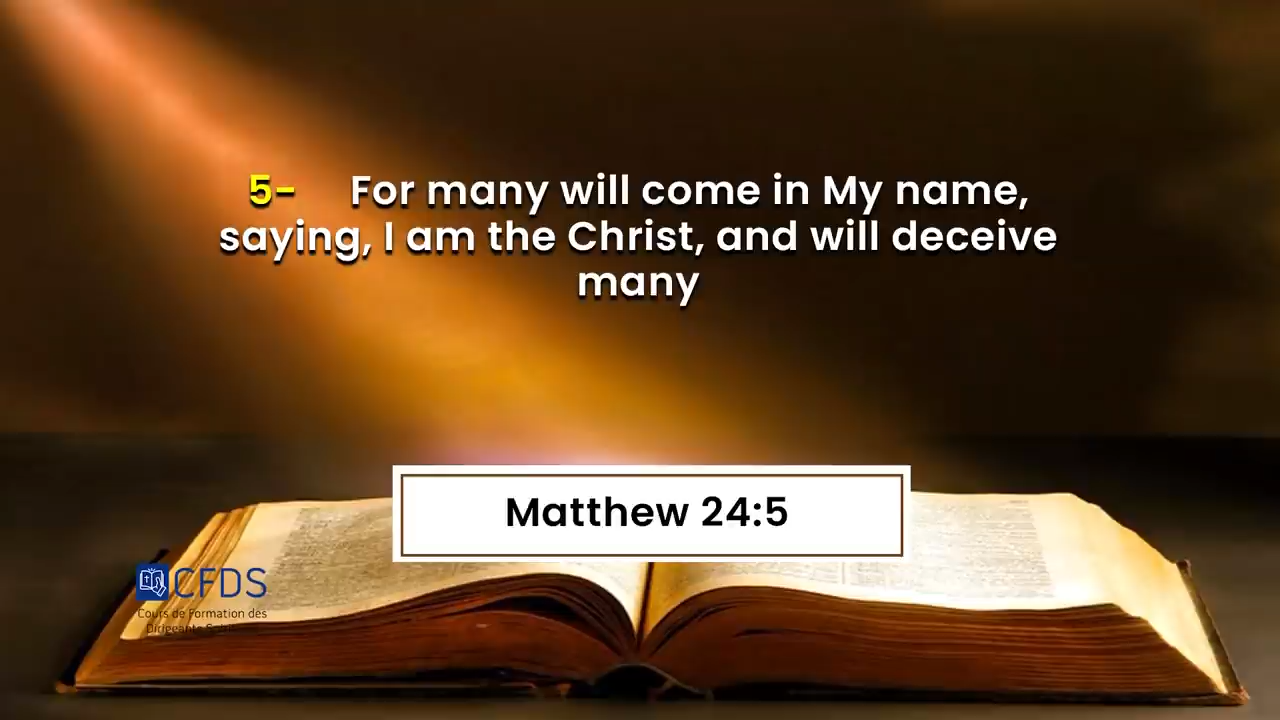 5- For many will come in My name,
saying, I am the Christ, and will deceive
many
Matthew 24:5
CFDS
Cours de Formation des
Dirigeants